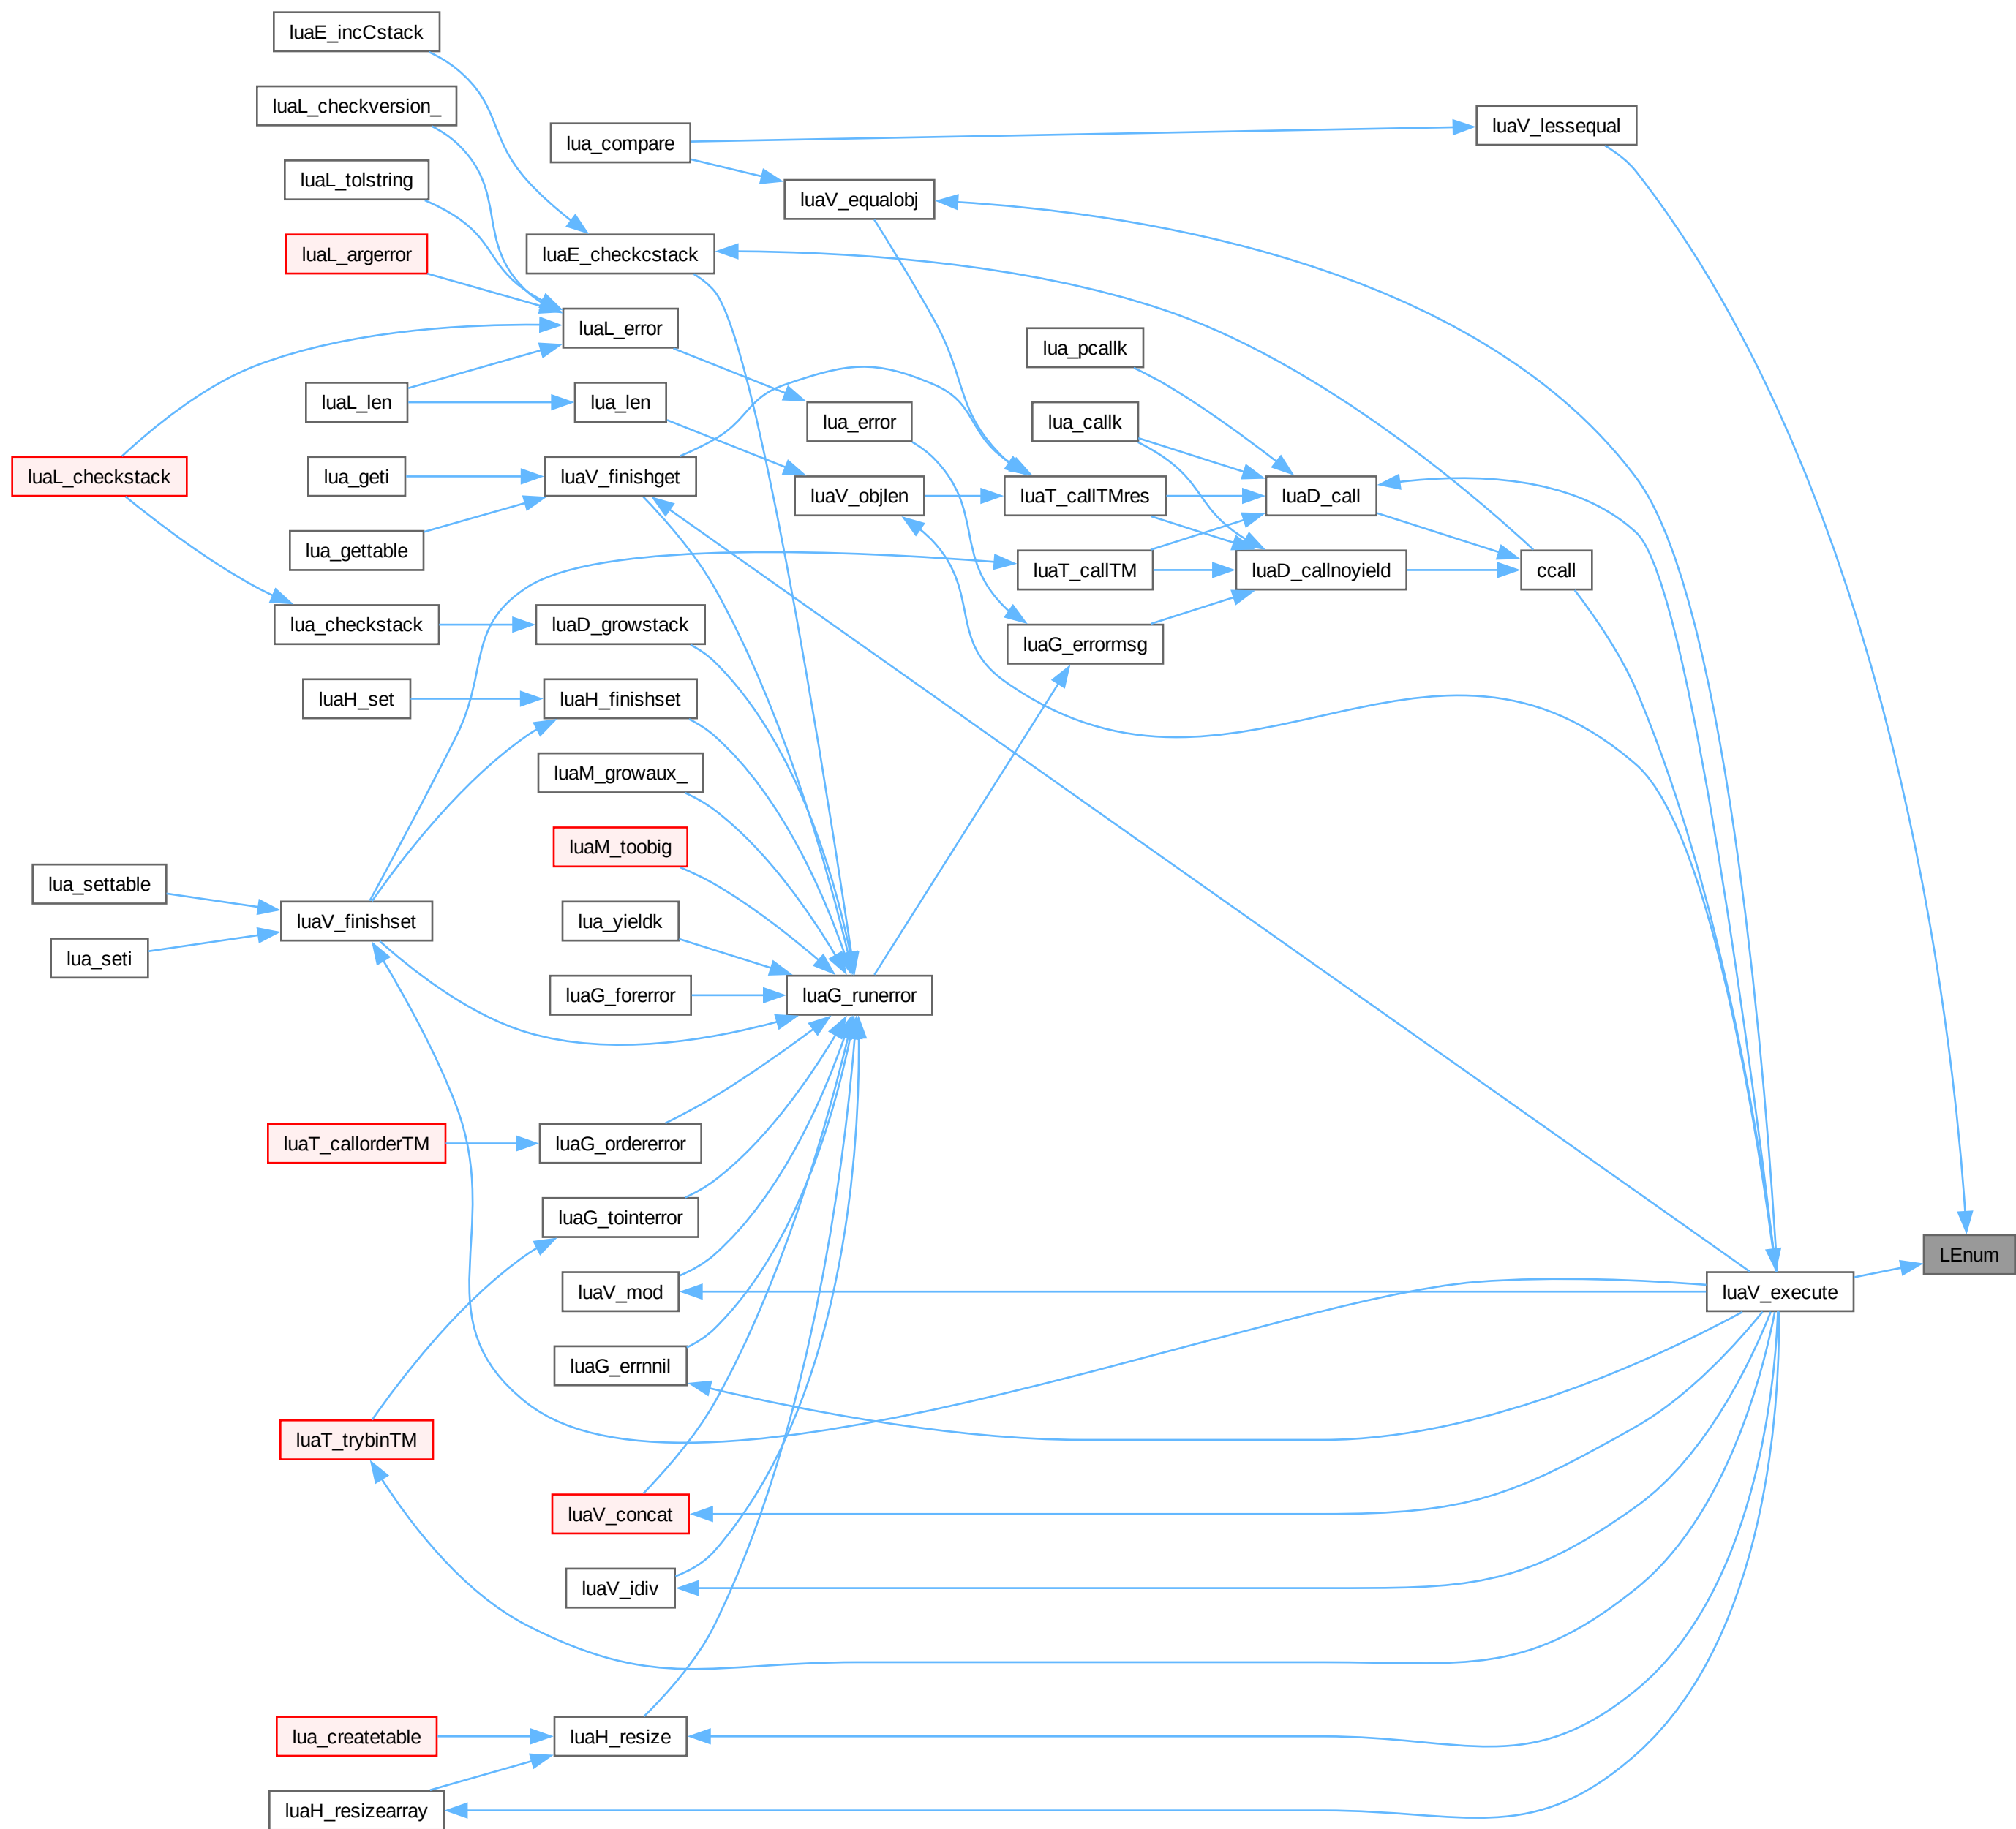 luaE_incCstack
luaL_checkversion_
lua_compare
luaV_lessequal
luaL_tolstring
luaV_equalobj
luaL_argerror
luaE_checkcstack
luaL_error
lua_pcallk
luaL_len
lua_len
lua_error
lua_callk
luaL_checkstack
lua_geti
luaV_finishget
luaV_objlen
luaT_callTMres
luaD_call
lua_gettable
luaT_callTM
luaD_callnoyield
ccall
lua_checkstack
luaD_growstack
luaG_errormsg
luaH_set
luaH_finishset
luaM_growaux_
luaM_toobig
lua_settable
luaV_finishset
lua_yieldk
lua_seti
luaG_forerror
luaG_runerror
luaT_callorderTM
luaG_ordererror
luaG_tointerror
LEnum
luaV_mod
luaV_execute
luaG_errnnil
luaT_trybinTM
luaV_concat
luaV_idiv
lua_createtable
luaH_resize
luaH_resizearray